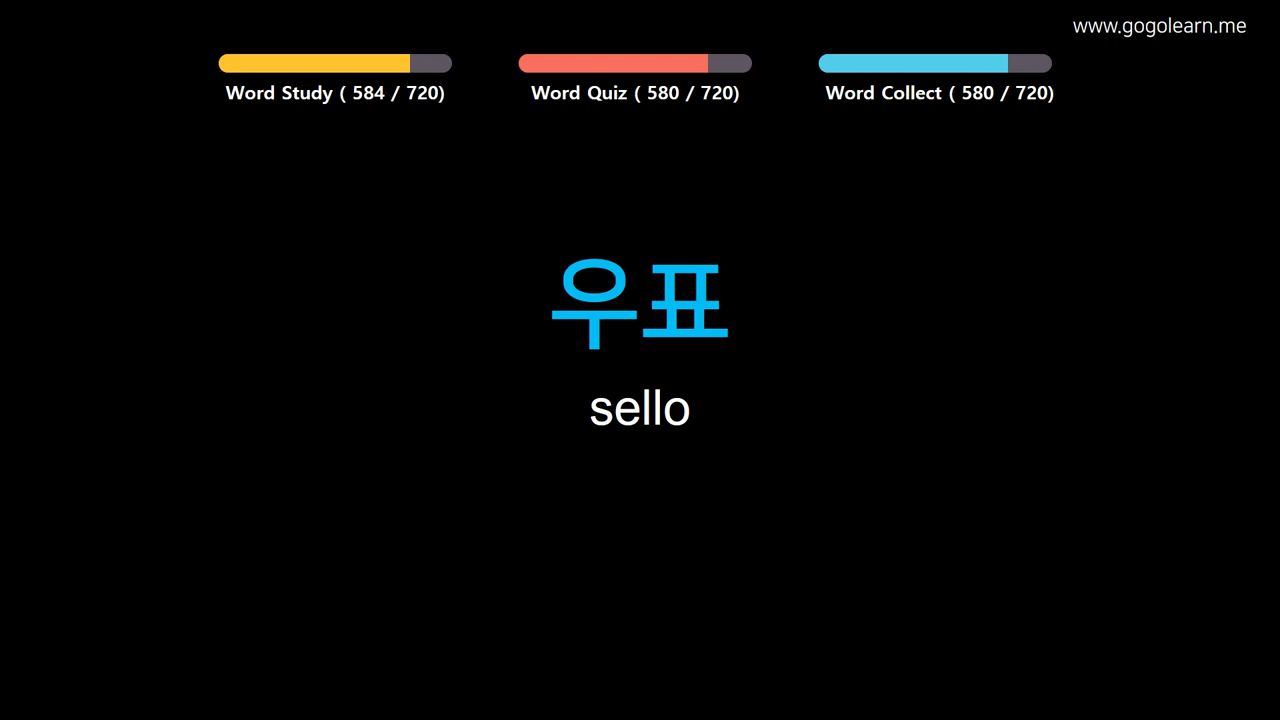 www.gogolearn.me
Word Study ( 584 / 720)
Word Quiz ( 580 / 720)
Word Collect ( 580 / 720)
우표
sello